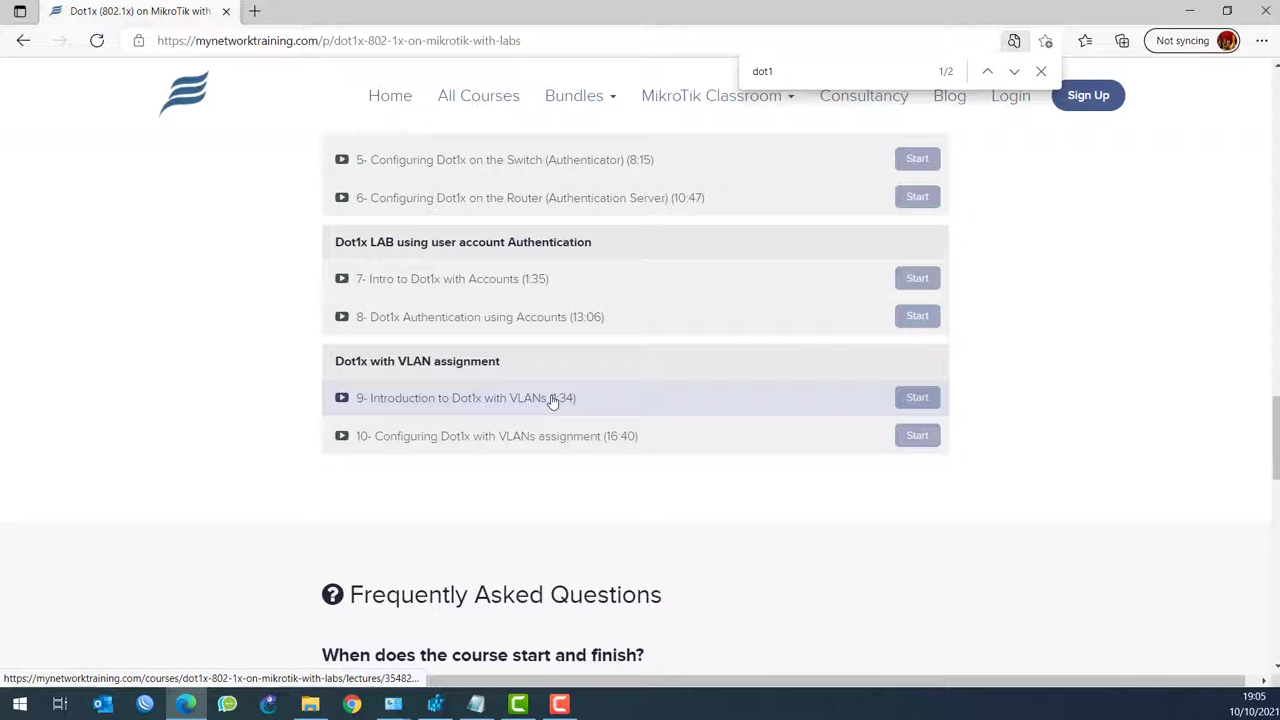 Dot1x (802.1x) on MikroTik with
https://mynetworktraining.com/p/dot1x-802-1x-on-mikrotik-with-labs
Not syncing
dot1
1/2
Home
All Courses
Bundles
MikroTik Classroom
Consultancy
Blog
Login
Sign Up
5- Configuring Dot1x on the Switch (Authenticator) (8:15)
Start
6- Configuring Dot1x on the Router (Authentication Server) (10:47)
Start
Dot1x LAB using user account Authentication
7- Intro to Dot1x with Accounts (1:35)
Start
8- Dot1x Authentication using Accounts (13:06)
Start
Dot1x with VLAN assignment
9- Introduction to Dot1x with VLANs :34)
Start
10- Configuring Dot1x with VLANs assignment (16:40)
Start
Frequently Asked Questions
When does the course start and finish?
https://mynetworktraining.com/courses/dot1x-802-1x-on-mikrotik-with-labs/lectures/35482...
19:05
10/10/2021